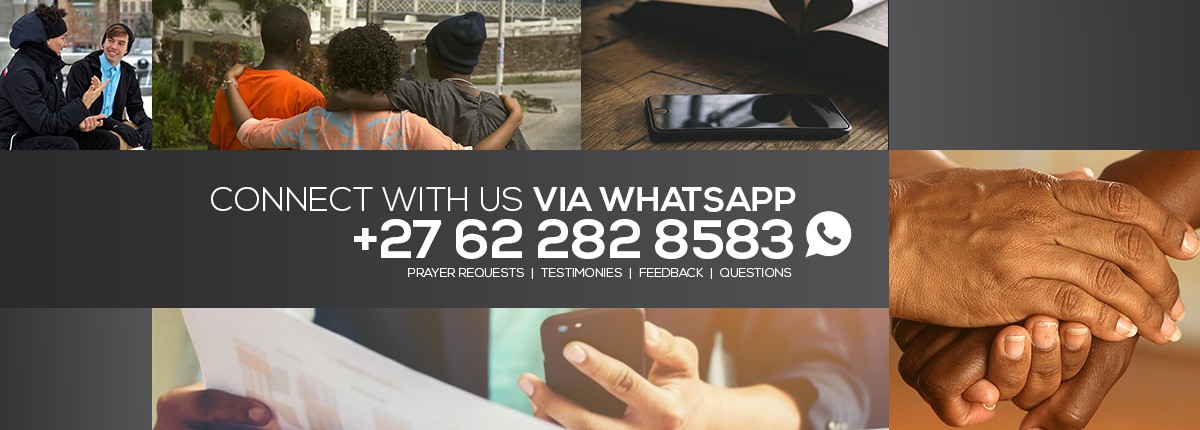 CONNECT WITH US VIA WHATSAPP
+27 62 282 8583
PRAYER REQUESTS | TESTIMONIES | FEEDBACK | QUESTIONS